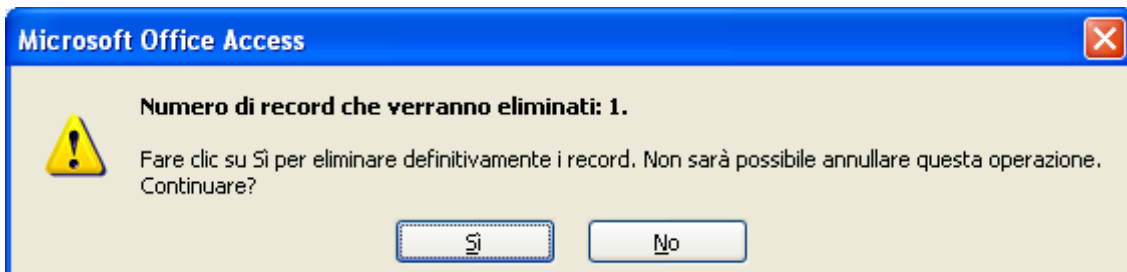 Microsoft Office Access
Numero di record che verranno eliminati: 1.
Fare clic su Sì per eliminare definitivamente i record. Non sarà possibile annullare questa operazione.
Continuare?
Sì
No